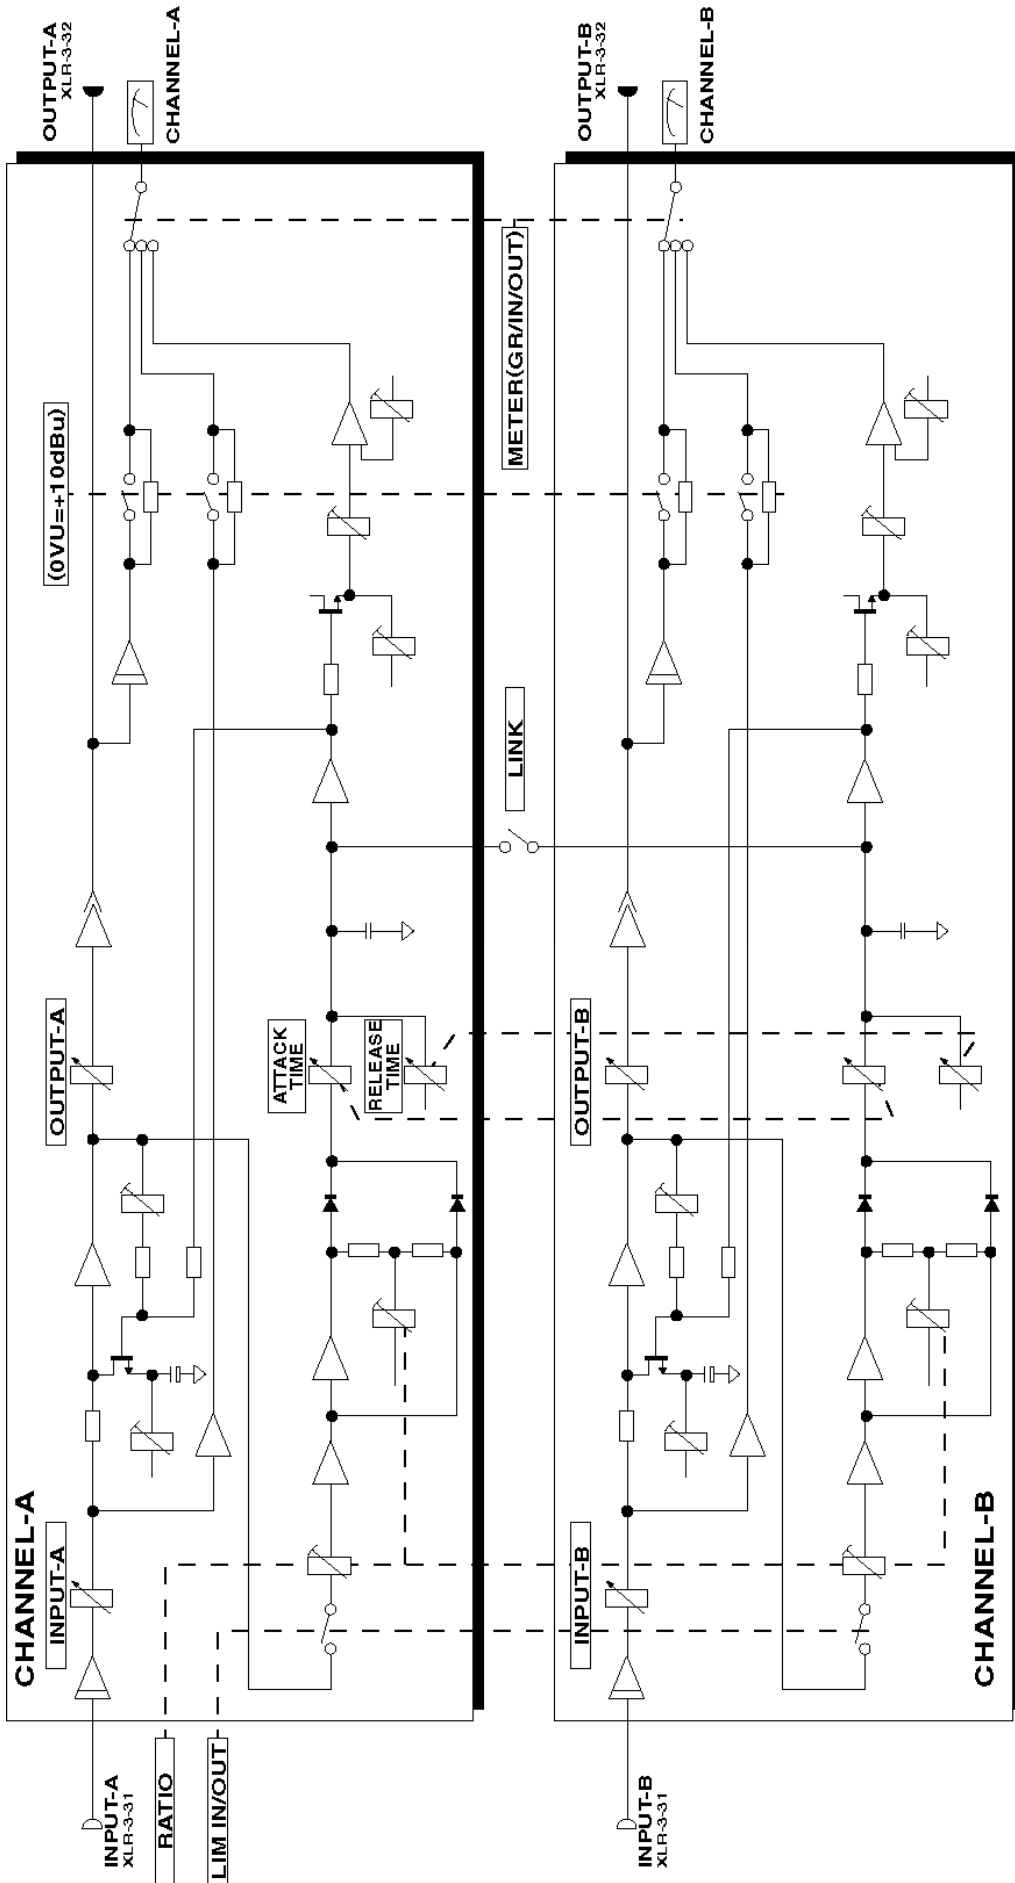 OUTPUT-A
XLR-3-32
CHANNEL-A
OUTPUT-B
XLR-3-32
CHANNEL-B
(0VU=+10dBu)
METER(GR/IN/OUT)
LINK
OUTPUT-A
ATTACK
TIME
RELEASE
TIME
OUTPUT-B
CHANNEL-A
INPUT-A
INPUT-B
CHANNEL-B
INPUT-A
XLR-3-31
RATIO
LIM IN/OUT
INPUT-B
XLR-3-31